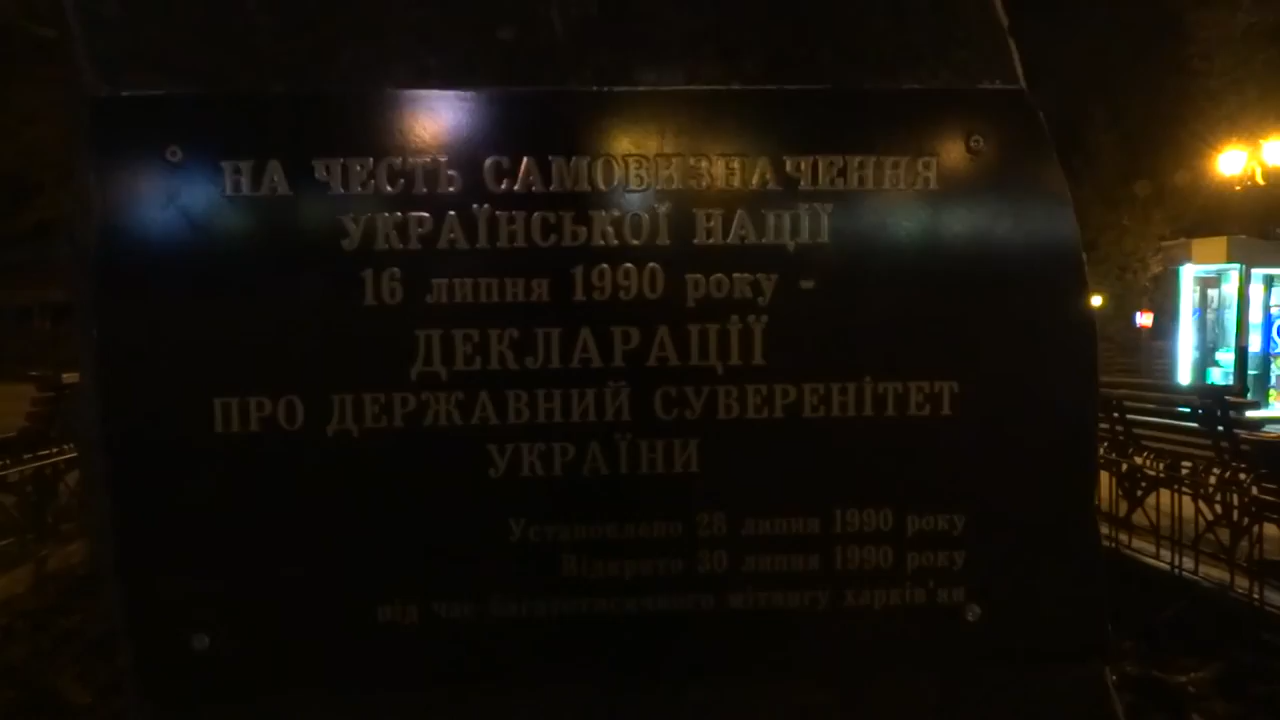 НА ЧЕСТЬ САМОВИЗНАЧЕННЯ
УКРАЇНСЬКОЇ НАЦІЇ
16 липня 1990 року -
ДЕКЛАРАЦІЇ
ПРО ДЕРЖАВНИЙ СУВЕРЕНІТЕТ
УКРАЇНИ
Установлено 28 липня 1990 року
Відкрито 30 липня 1990 року
під час багатотисячного мітингу харків'ян